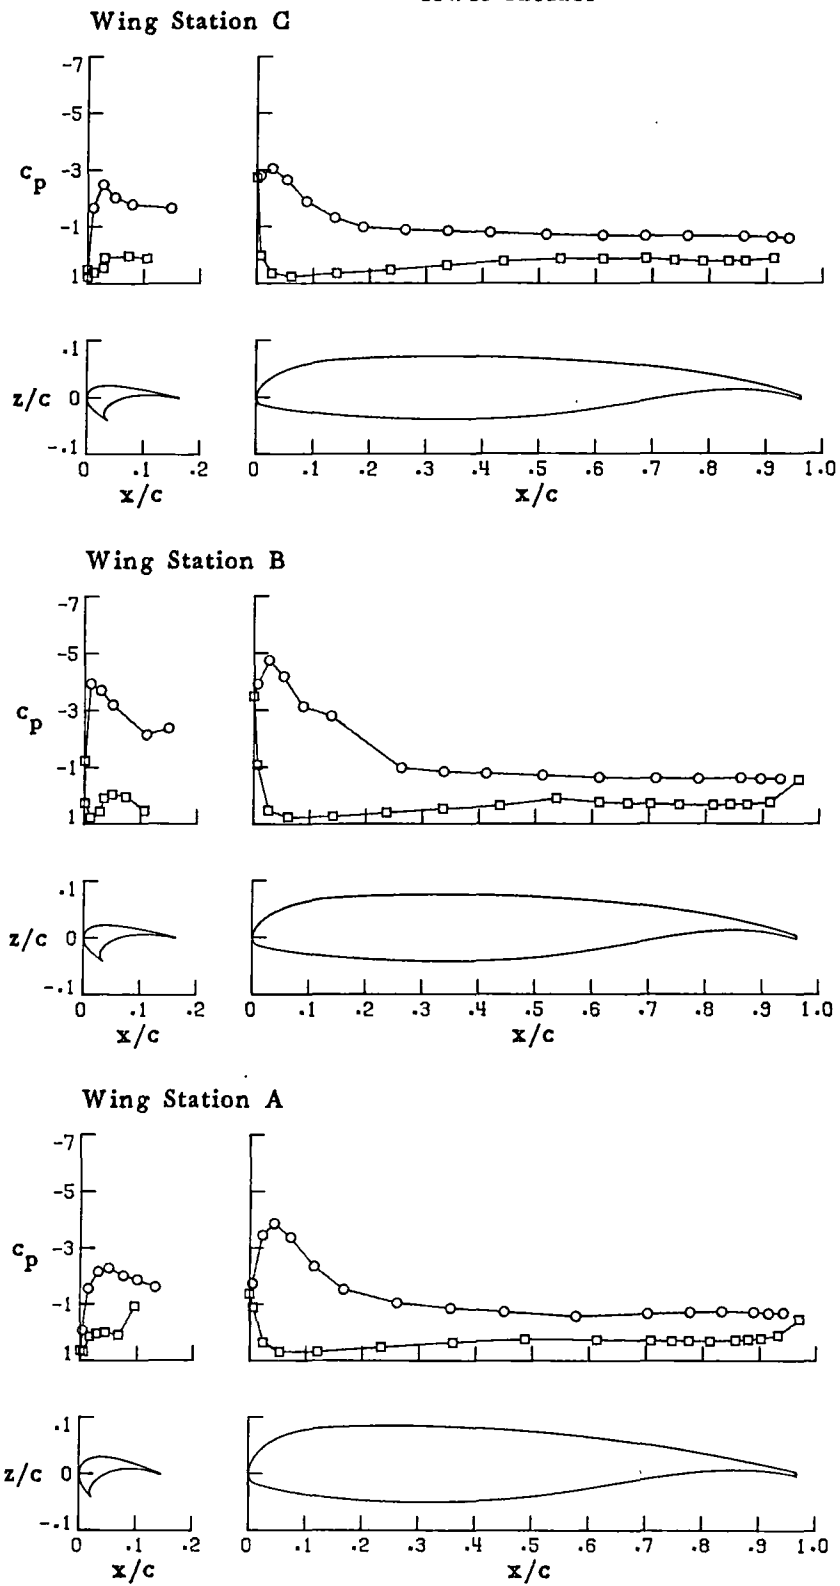 Wing Station C
-7
-5
-3
c_p
-1
1
.1
z/c 0
-.1
0 .1 .2 0 .1 .2 .3 .4 .5 .6 .7 .8 .9 1.0
x/c x/c
Wing Station B
-7
-5
-3
c_p
-1
1
.1
z/c 0
-.1
0 .1 .2 0 .1 .2 .3 .4 .5 .6 .7 .8 .9 1.0
x/c x/c
Wing Station A
-7
-5
-3
c_p
-1
1
.1
z/c 0
-.1
0 .1 .2 0 .1 .2 .3 .4 .5 .6 .7 .8 .9 1.0
x/c x/c